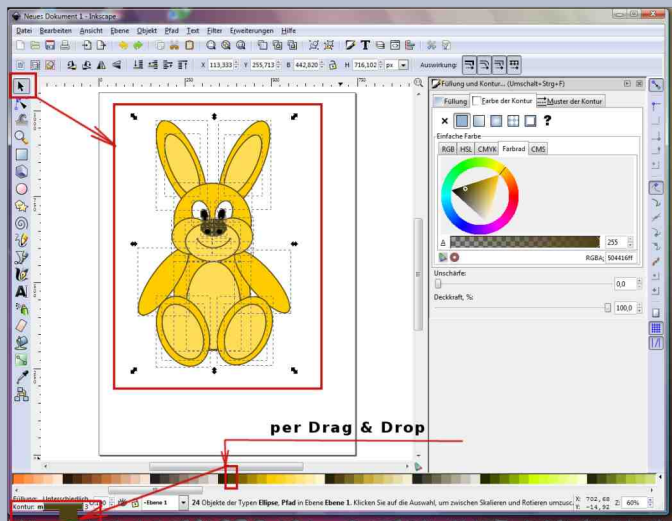 Neues Dokument 1 - Inkscape
Datei Bearbeiten Ansicht Ebene Objekt Pfad Text Filter Erweiterungen Hilfe
X 113,333 Y 255,713 B 442,820 H 716,102 px Auswirkung:
Füllung und Kontur... (Umschalt+Strg+F)
Füllung Farbe der Kontur Muster der Kontur
?
Einfache Farbe
RGB HSL CMYK Farbrad CMS
A 255
RGBA: 504416ff
Unschärfe:
0,0
Deckkraft, %:
100,0
per Drag & Drop
Füllung: Unterschiedlich
Kontur:
Ebene 1
24 Objekte der Typen Ellipse, Pfad in Ebene Ebene 1. Klicken Sie auf die Auswahl, um zwischen Skalieren und Rotieren umzusc
X: 702,68
Y: -14,92
Z: 60%